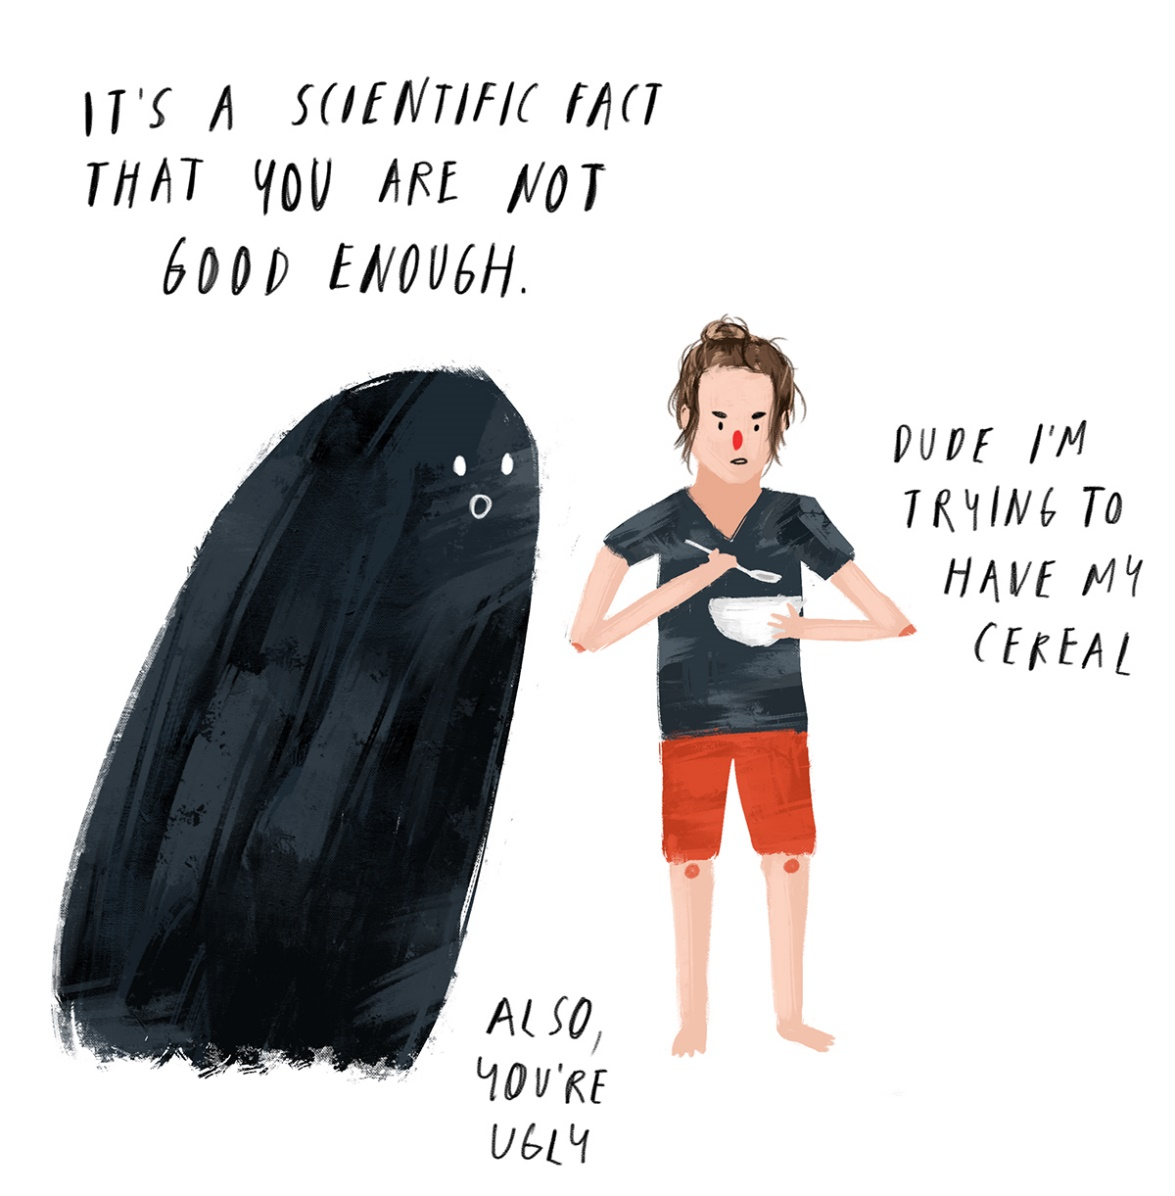 IT'S A SCIENTIFIC FACT
THAT YOU ARE NOT
GOOD ENOUGH.
DUDE I'M
TRYING TO
HAVE MY
CEREAL
ALSO,
YOU'RE
UGLY